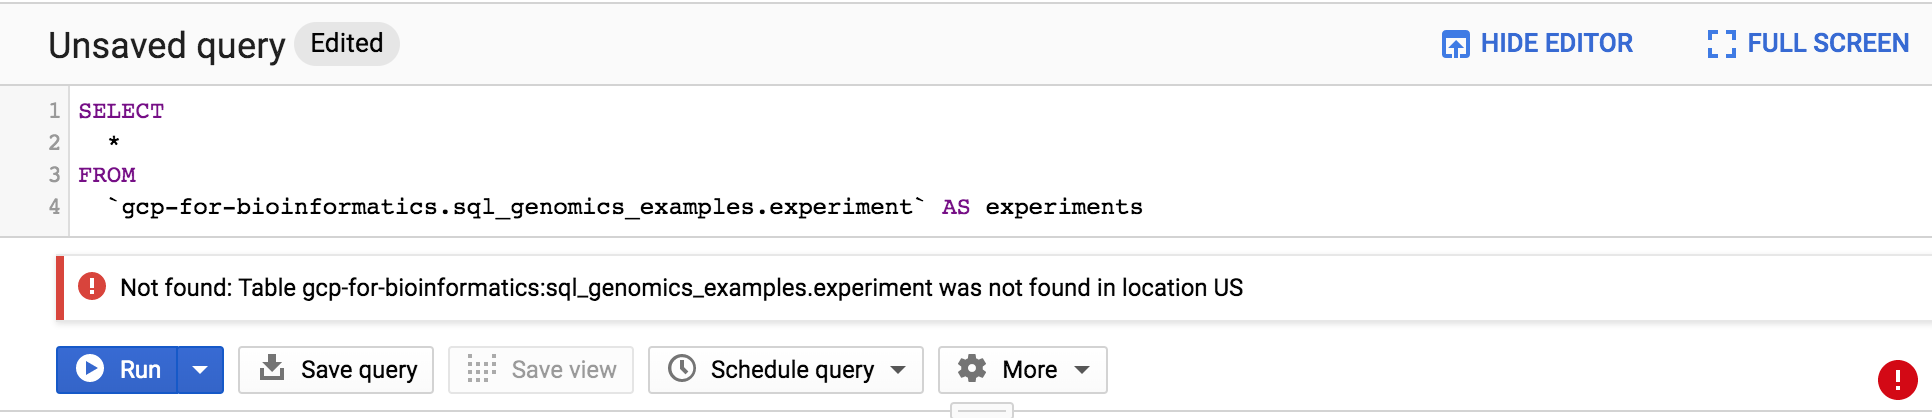 Unsaved query Edited HIDE EDITOR FULL SCREEN
1 SELECT
2 *
3 FROM
4 `gcp-for-bioinformatics.sql_genomics_examples.experiment` AS experiments
Not found: Table gcp-for-bioinformatics:sql_genomics_examples.experiment was not found in location US
Run Save query Save view Schedule query More